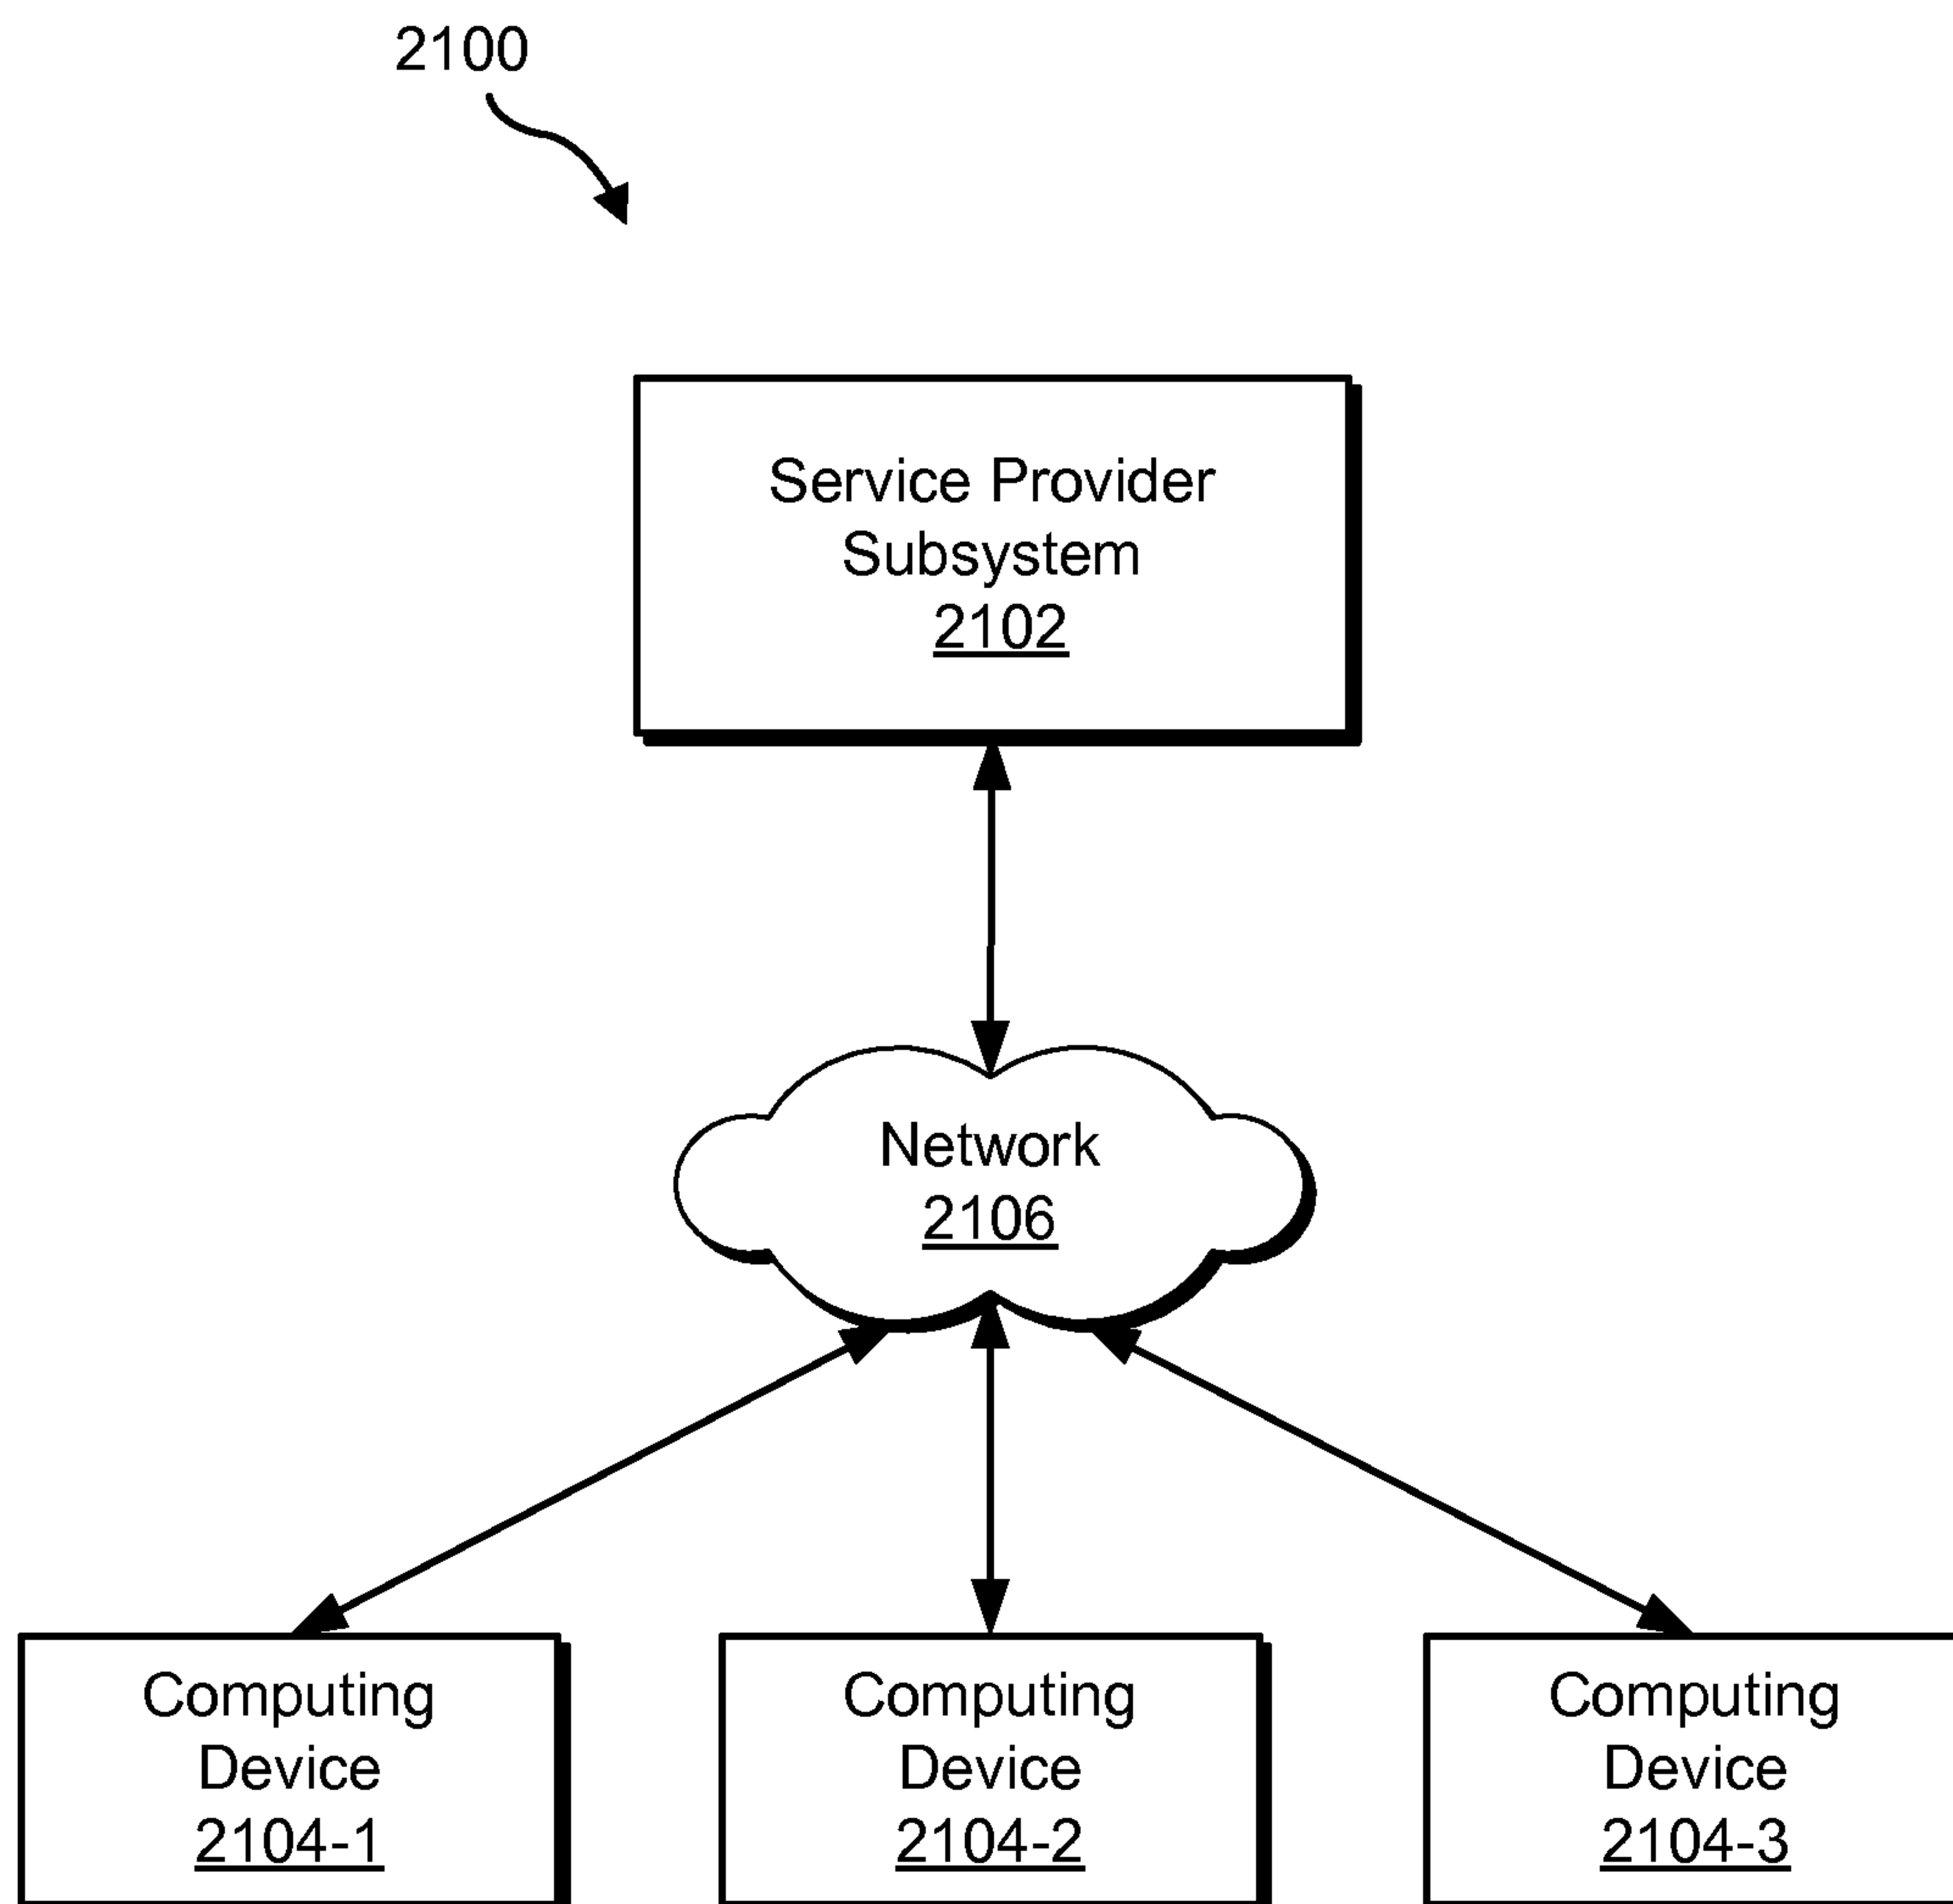 2100
Service Provider
Subsystem
2102
Network
2106
Computing
Device
2104-1
Computing
Device
2104-2
Computing
Device
2104-3